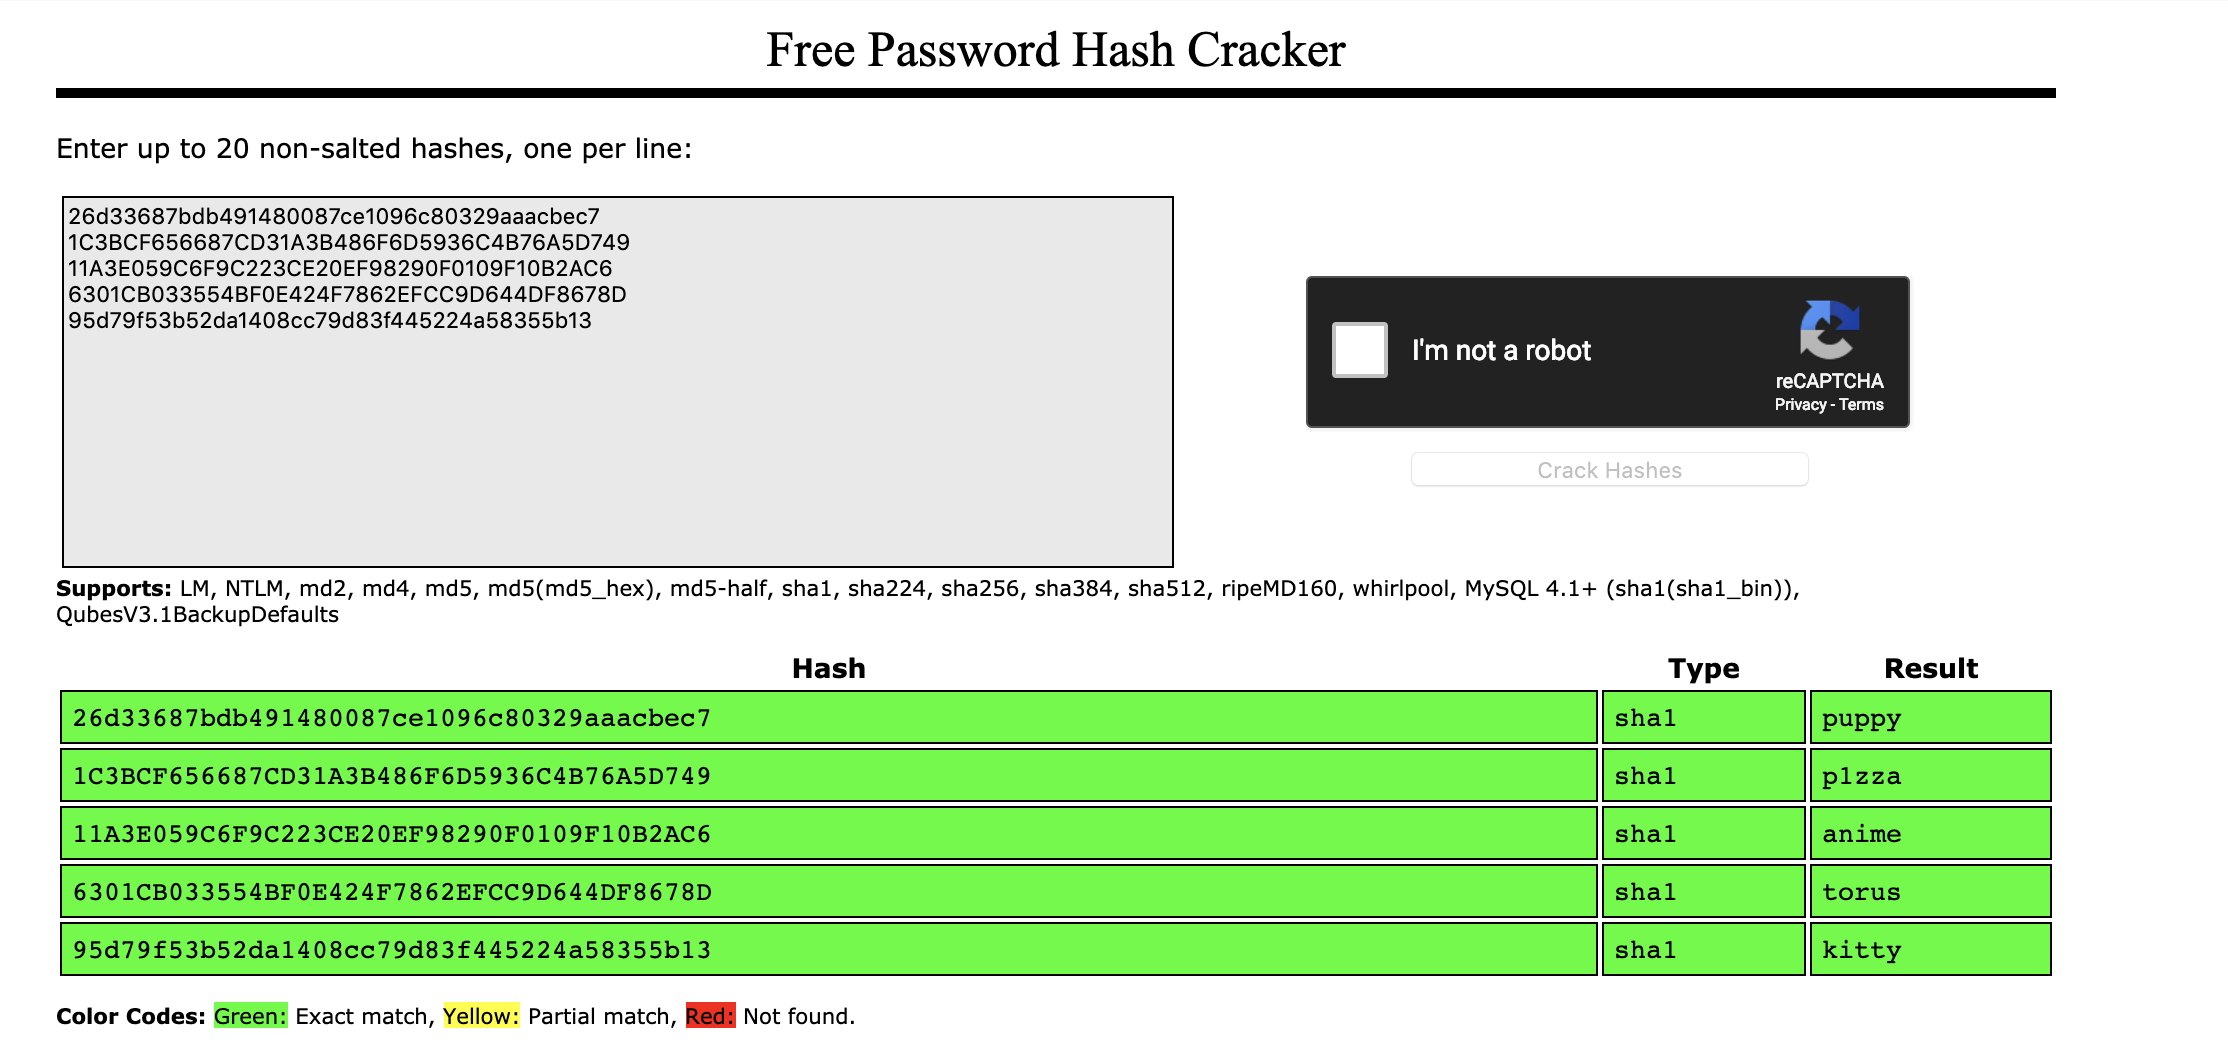 Free Password Hash Cracker
Enter up to 20 non-salted hashes, one per line:
26d33687bdb491480087ce1096c80329aaacbec7
1C3BCF656687CD31A3B486F6D5936C4B76A5D749
11A3E059C6F9C223CE20EF98290F0109F10B2AC6
6301CB033554BF0E424F7862EFCC9D644DF8678D
95d79f53b52da1408cc79d83f445224a58355b13
I'm not a robot
reCAPTCHA
Privacy - Terms
Crack Hashes
Supports: LM, NTLM, md2, md4, md5, md5(md5_hex), md5-half, sha1, sha224, sha256, sha384, sha512, ripeMD160, whirlpool, MySQL 4.1+ (sha1(sha1_bin)),
QubesV3.1BackupDefaults
Hash Type Result
26d33687bdb491480087ce1096c80329aaacbec7 sha1 puppy
1C3BCF656687CD31A3B486F6D5936C4B76A5D749 sha1 p1zza
11A3E059C6F9C223CE20EF98290F0109F10B2AC6 sha1 anime
6301CB033554BF0E424F7862EFCC9D644DF8678D sha1 torus
95d79f53b52da1408cc79d83f445224a58355b13 sha1 kitty
Color Codes: Green: Exact match, Yellow: Partial match, Red: Not found.